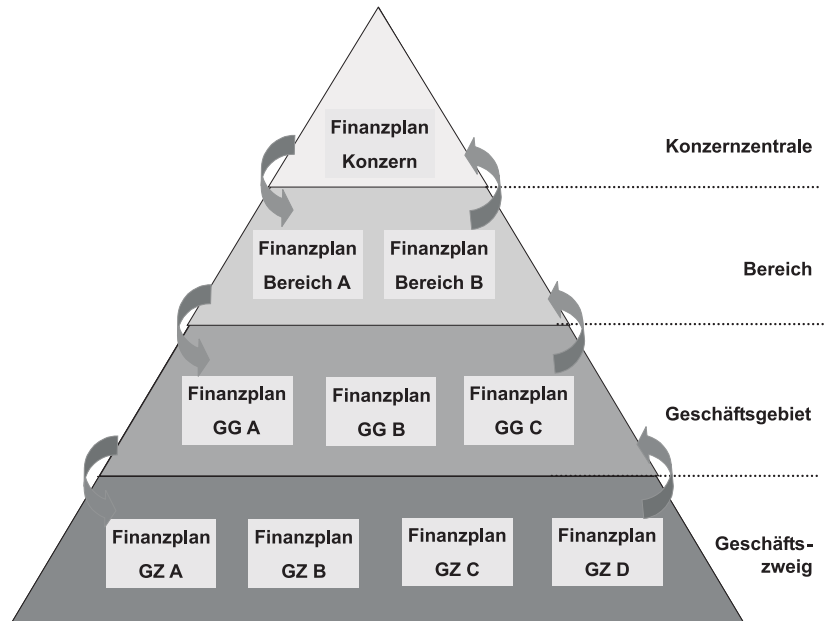 Finanzplan
Konzern
Konzernzentrale
Finanzplan
Bereich A
Finanzplan
Bereich B
Bereich
Finanzplan
GG A
Finanzplan
GG B
Finanzplan
GG C
Geschäftsgebiet
Finanzplan
GZ A
Finanzplan
GZ B
Finanzplan
GZ C
Finanzplan
GZ D
Geschäfts-
zweig